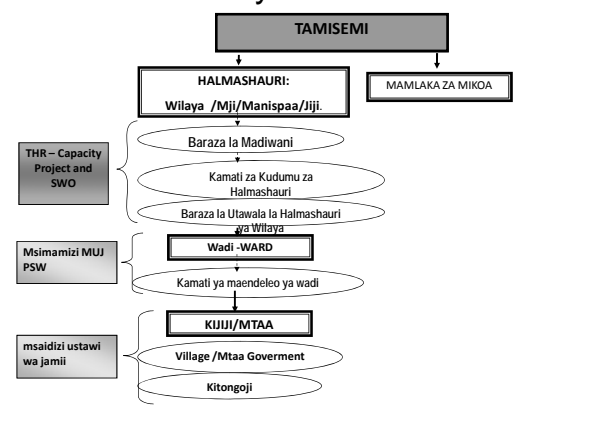 TAMISEMI
HALMASHAURI:
Wilaya /Mji/Manispaa/Jiji.
MAMLAKA ZA MIKOA
Baraza la Madiwani
THR – Capacity
Project and
SWO
Kamati za Kudumu za
Halmashauri
Baraza la Utawala la Halmashauri
ya Wilaya
Wadi -WARD
Msimamizi MUJ
PSW
Kamati ya maendeleo ya wadi
KIJIJI/MTAA
msaidizi ustawi
wa jamii
Village /Mtaa Goverment
Kitongoji